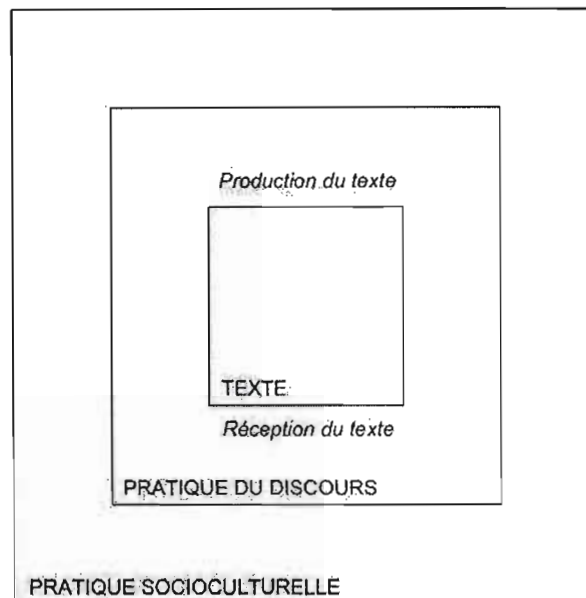 Production du texte
TEXTE
Réception du texte
PRATIQUE DU DISCOURS
PRATIQUE SOCIOCULTURELLE